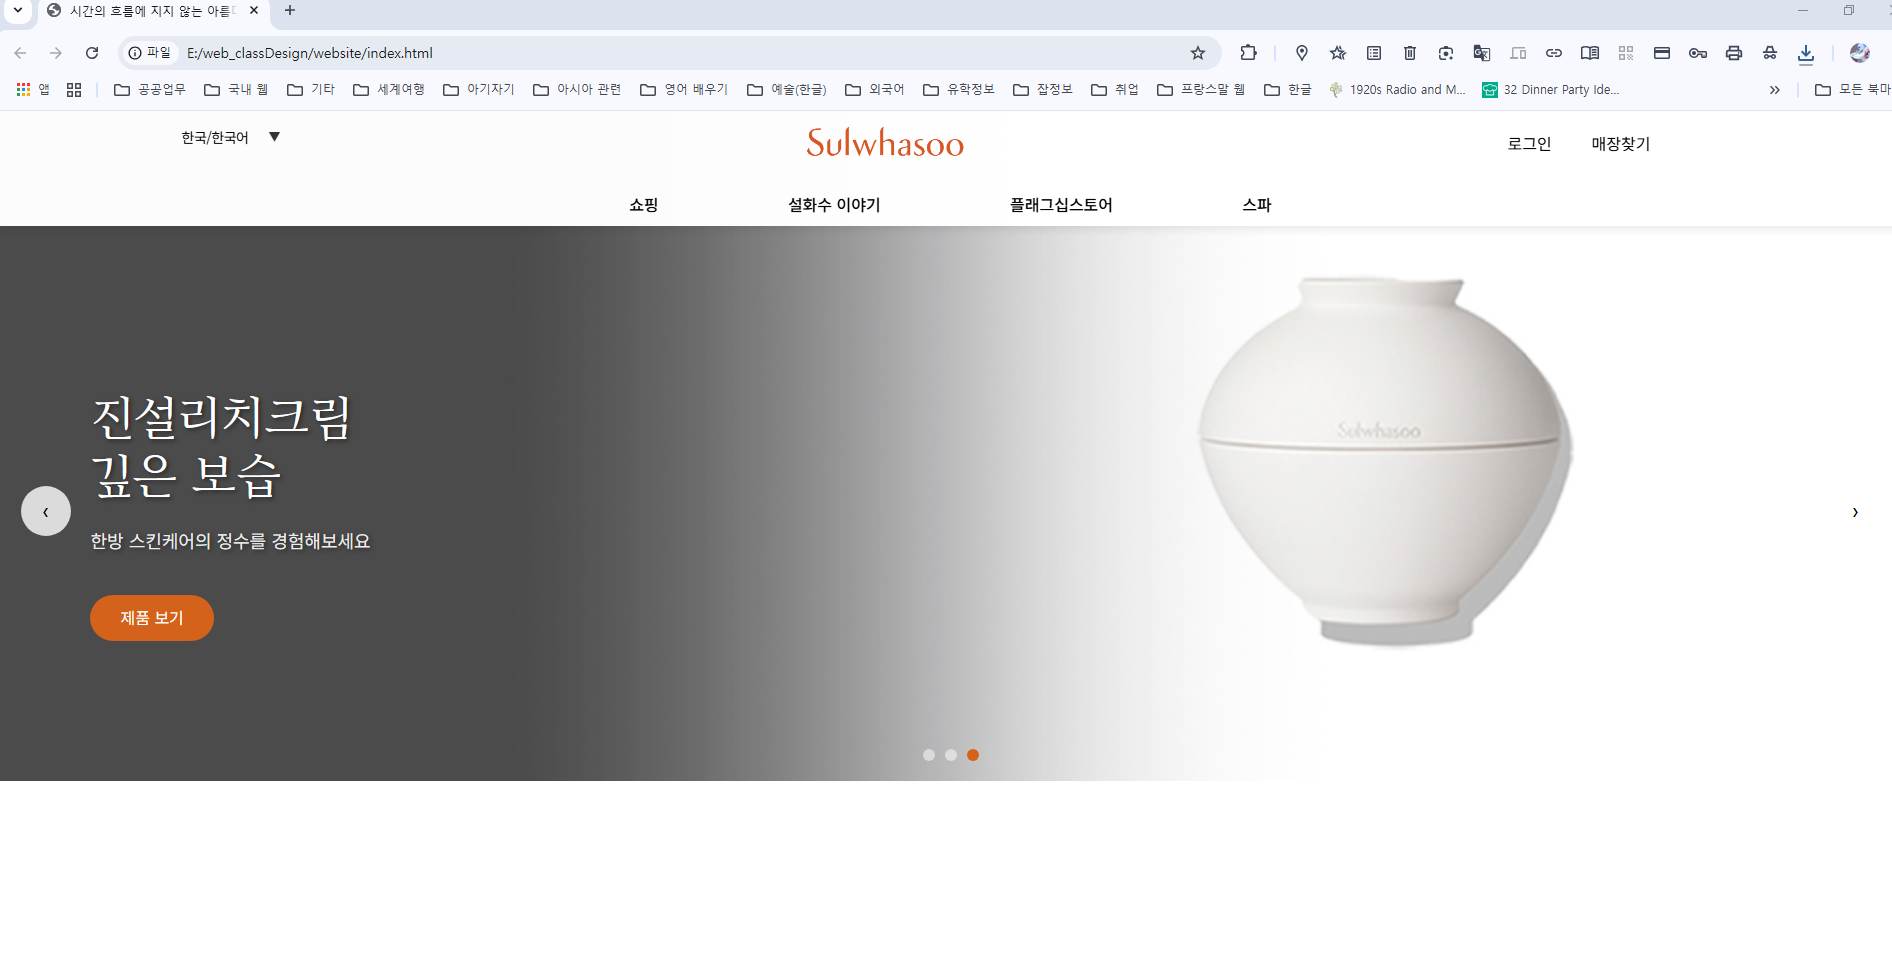 시간의 흐름에 지지 않는 아름다
파일 E:/web_classDesign/website/index.html
앱 공공업무 국내 웹 기타 세계여행 아기자기 아시아 관련 영어 배우기 예술(한글) 외국어 유학정보 잡정보 취업 프랑스말 웹 한글 1920s Radio and M... 32 Dinner Party Ide... » 모든 북마
한국/한국어 ▼
Sulwhasoo
로그인 매장찾기
쇼핑 설화수 이야기 플래그십스토어 스파
Sulwhasoo
진설리치크림
깊은 보습
‹ ›
한방 스킨케어의 정수를 경험해보세요
제품 보기